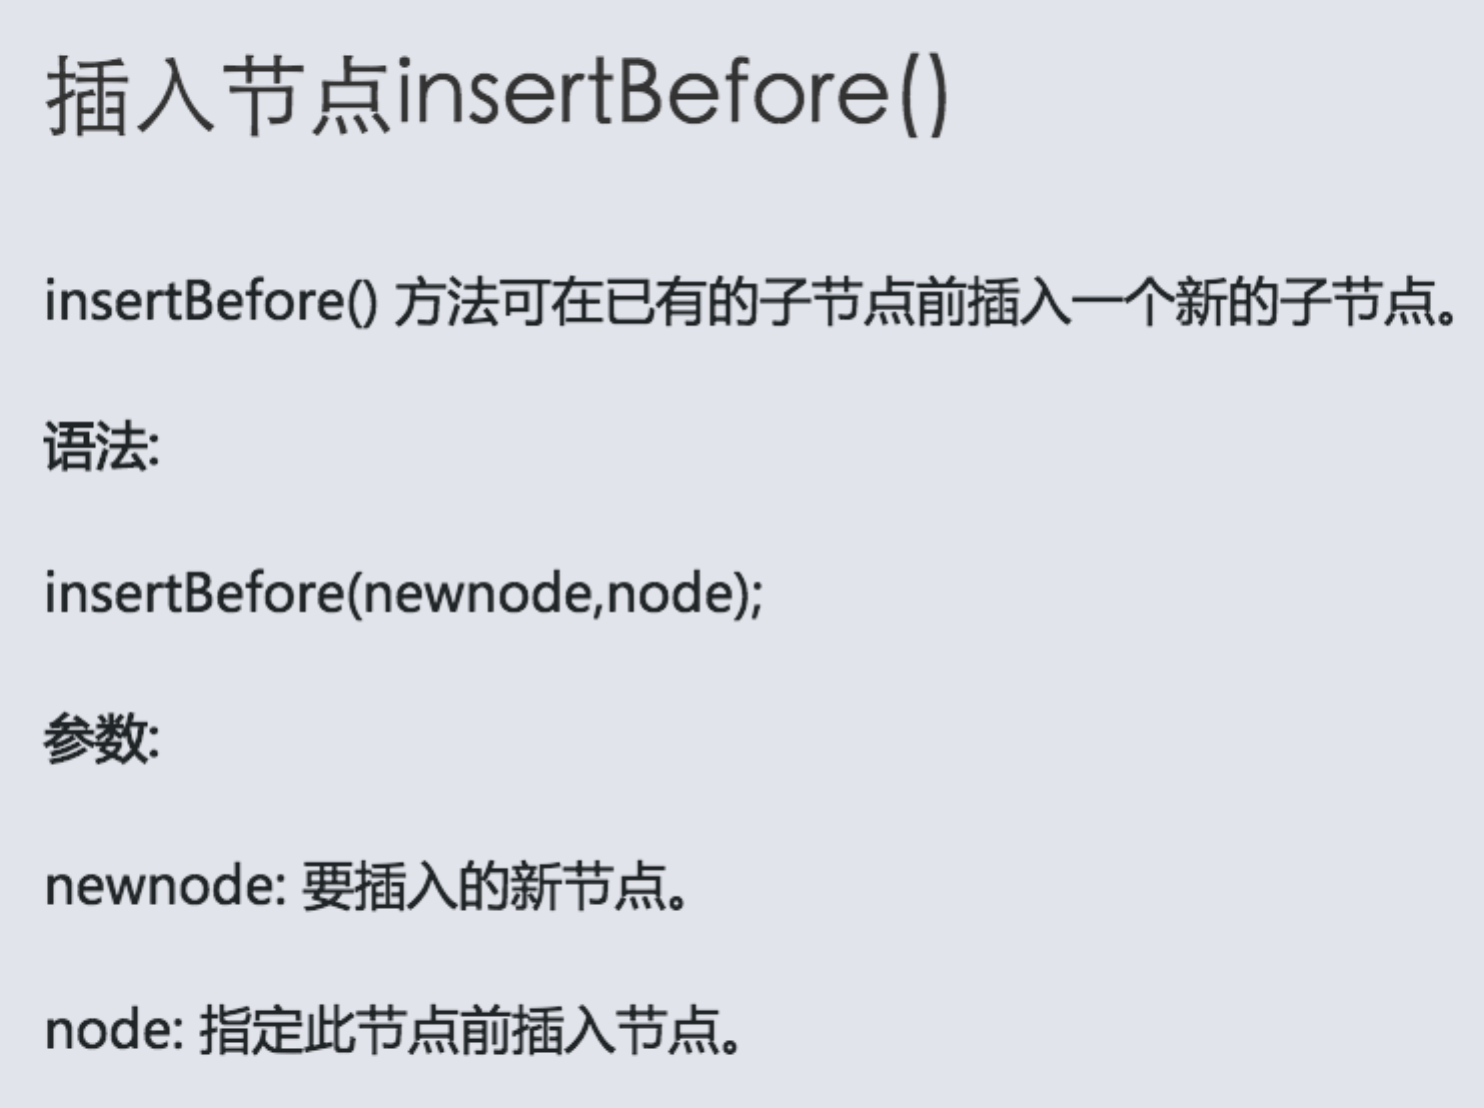 插入节点insertBefore()
insertBefore() 方法可在已有的子节点前插入一个新的子节点。
语法:
insertBefore(newnode,node);
参数:
newnode: 要插入的新节点。
node: 指定此节点前插入节点。